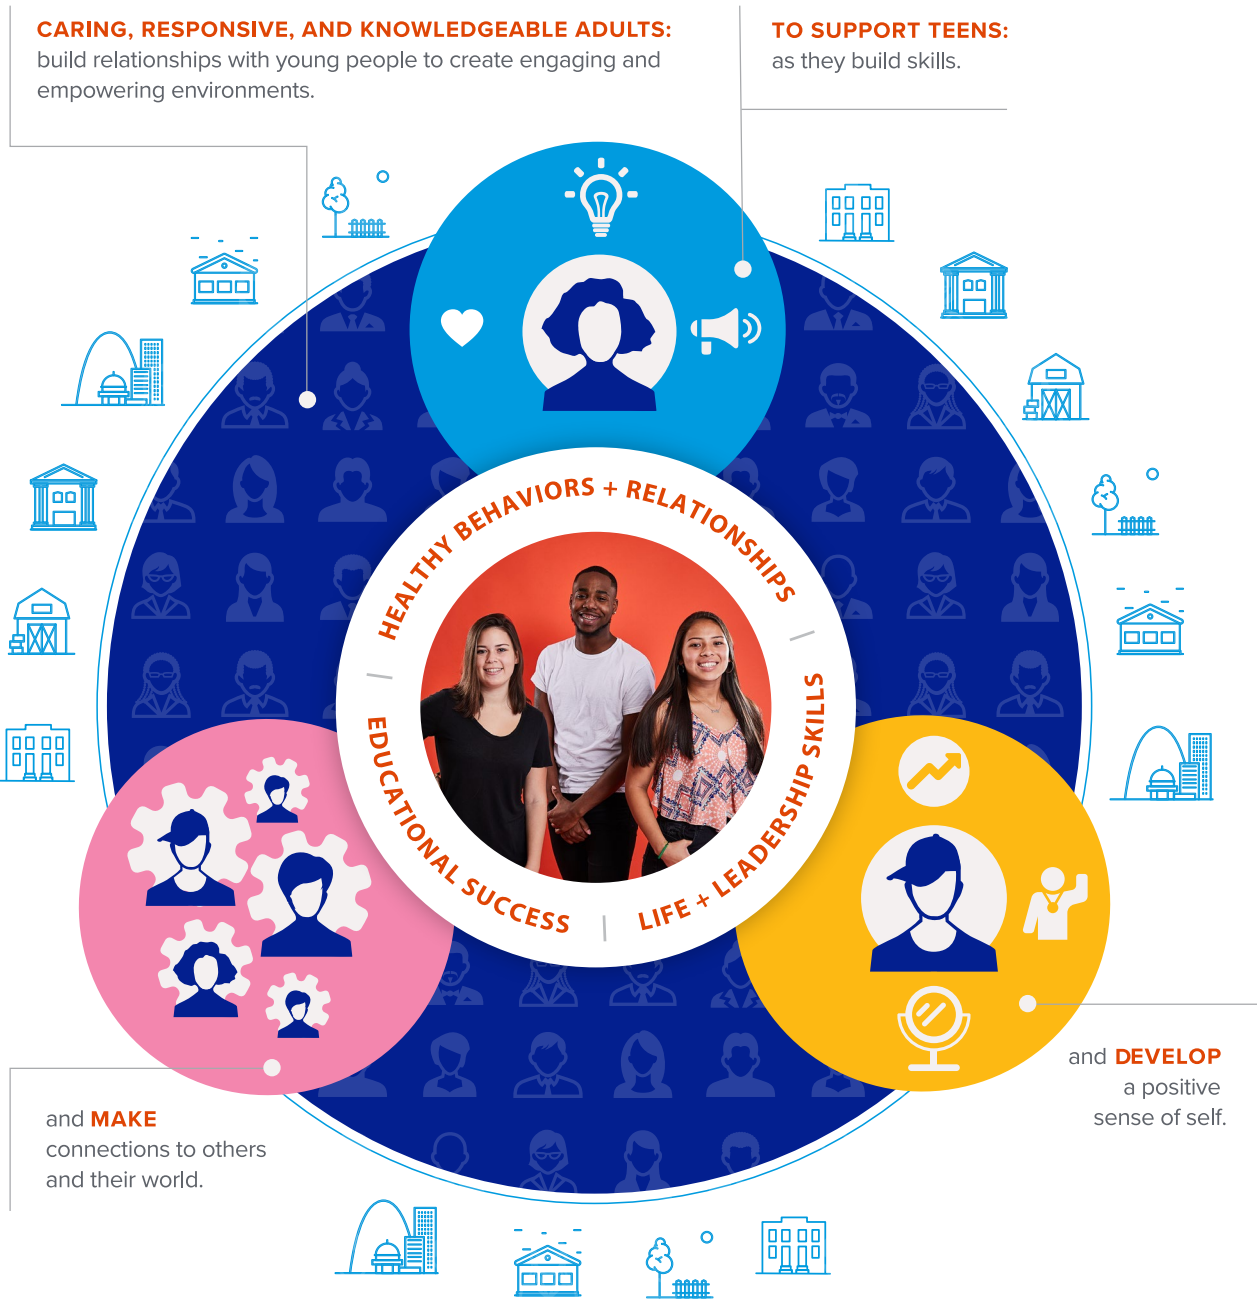 CARING, RESPONSIVE, AND KNOWLEDGEABLE ADULTS:
build relationships with young people to create engaging and
empowering environments.
TO SUPPORT TEENS:
as they build skills.
HEALTHY BEHAVIORS + RELATIONSHIPS
EDUCATIONAL SUCCESS
LIFE + LEADERSHIP SKILLS
and DEVELOP
a positive
sense of self.
and MAKE
connections to others
and their world.